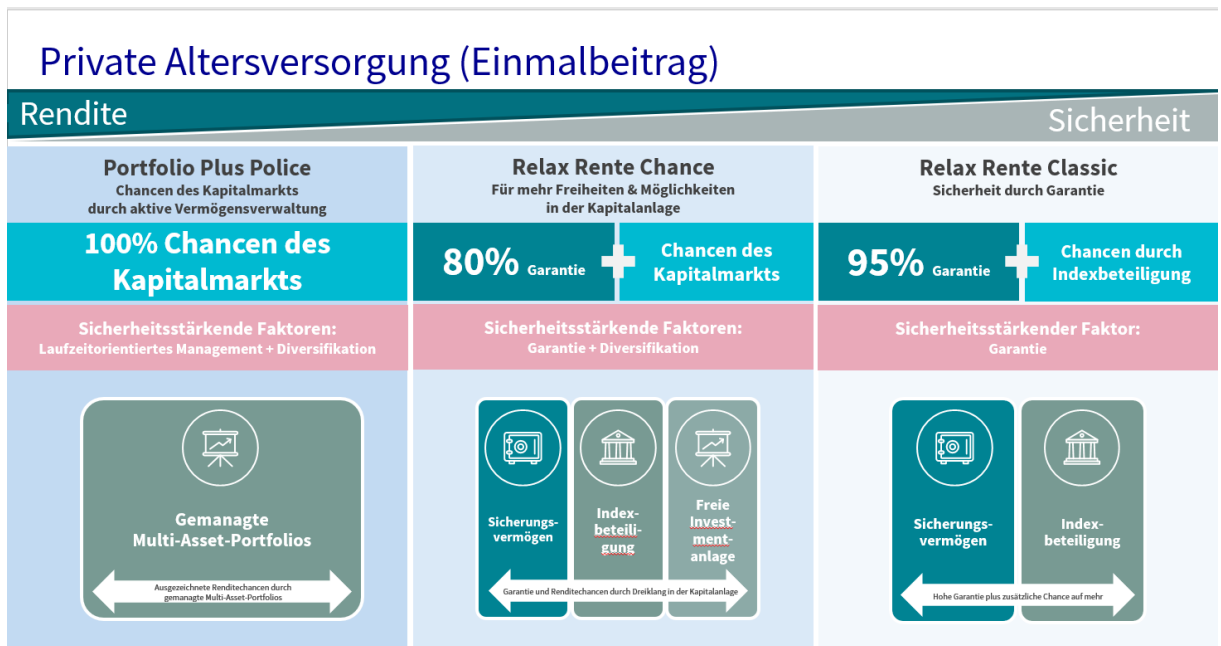 Private Altersversorgung (Einmalbeitrag)
Rendite
Sicherheit
Portfolio Plus Police
Chancen des Kapitalmarkts
durch aktive Vermögensverwaltung
100% Chancen des
Kapitalmarkts
Sicherheitsstärkende Faktoren:
Laufzeitorientiertes Management + Diversifikation
Gemanagte
Multi-Asset-Portfolios
Ausgezeichnete Renditechancen durch
gemanagte Multi-Asset-Portfolios
Relax Rente Chance
Für mehr Freiheiten & Möglichkeiten
in der Kapitalanlage
80% Garantie
Chancen des
Kapitalmarkts
Sicherheitsstärkende Faktoren:
Garantie + Diversifikation
Sicherungs-
vermögen
Index-
beteili-
gung
Freie
Invest-
ment-
anlage
Garantie und Renditechancen durch Dreiklang in der Kapitalanlage
Relax Rente Classic
Sicherheit durch Garantie
95% Garantie
Chancen durch
Indexbeteiligung
Sicherheitsstärkender Faktor:
Garantie
Sicherungs-
vermögen
Index-
beteiligung
Hohe Garantie plus zusätzliche Chance auf mehr